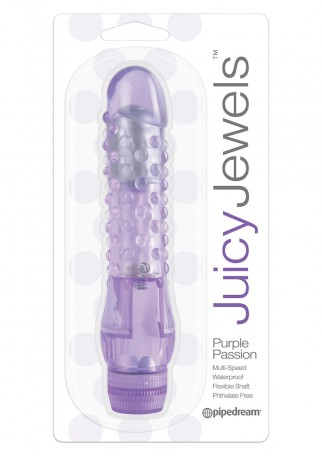 Juicy Jewels™
Purple
Passion
Multi-Speed
Waterproof
Flexible Shaft
Phthalate Free
pipedream®